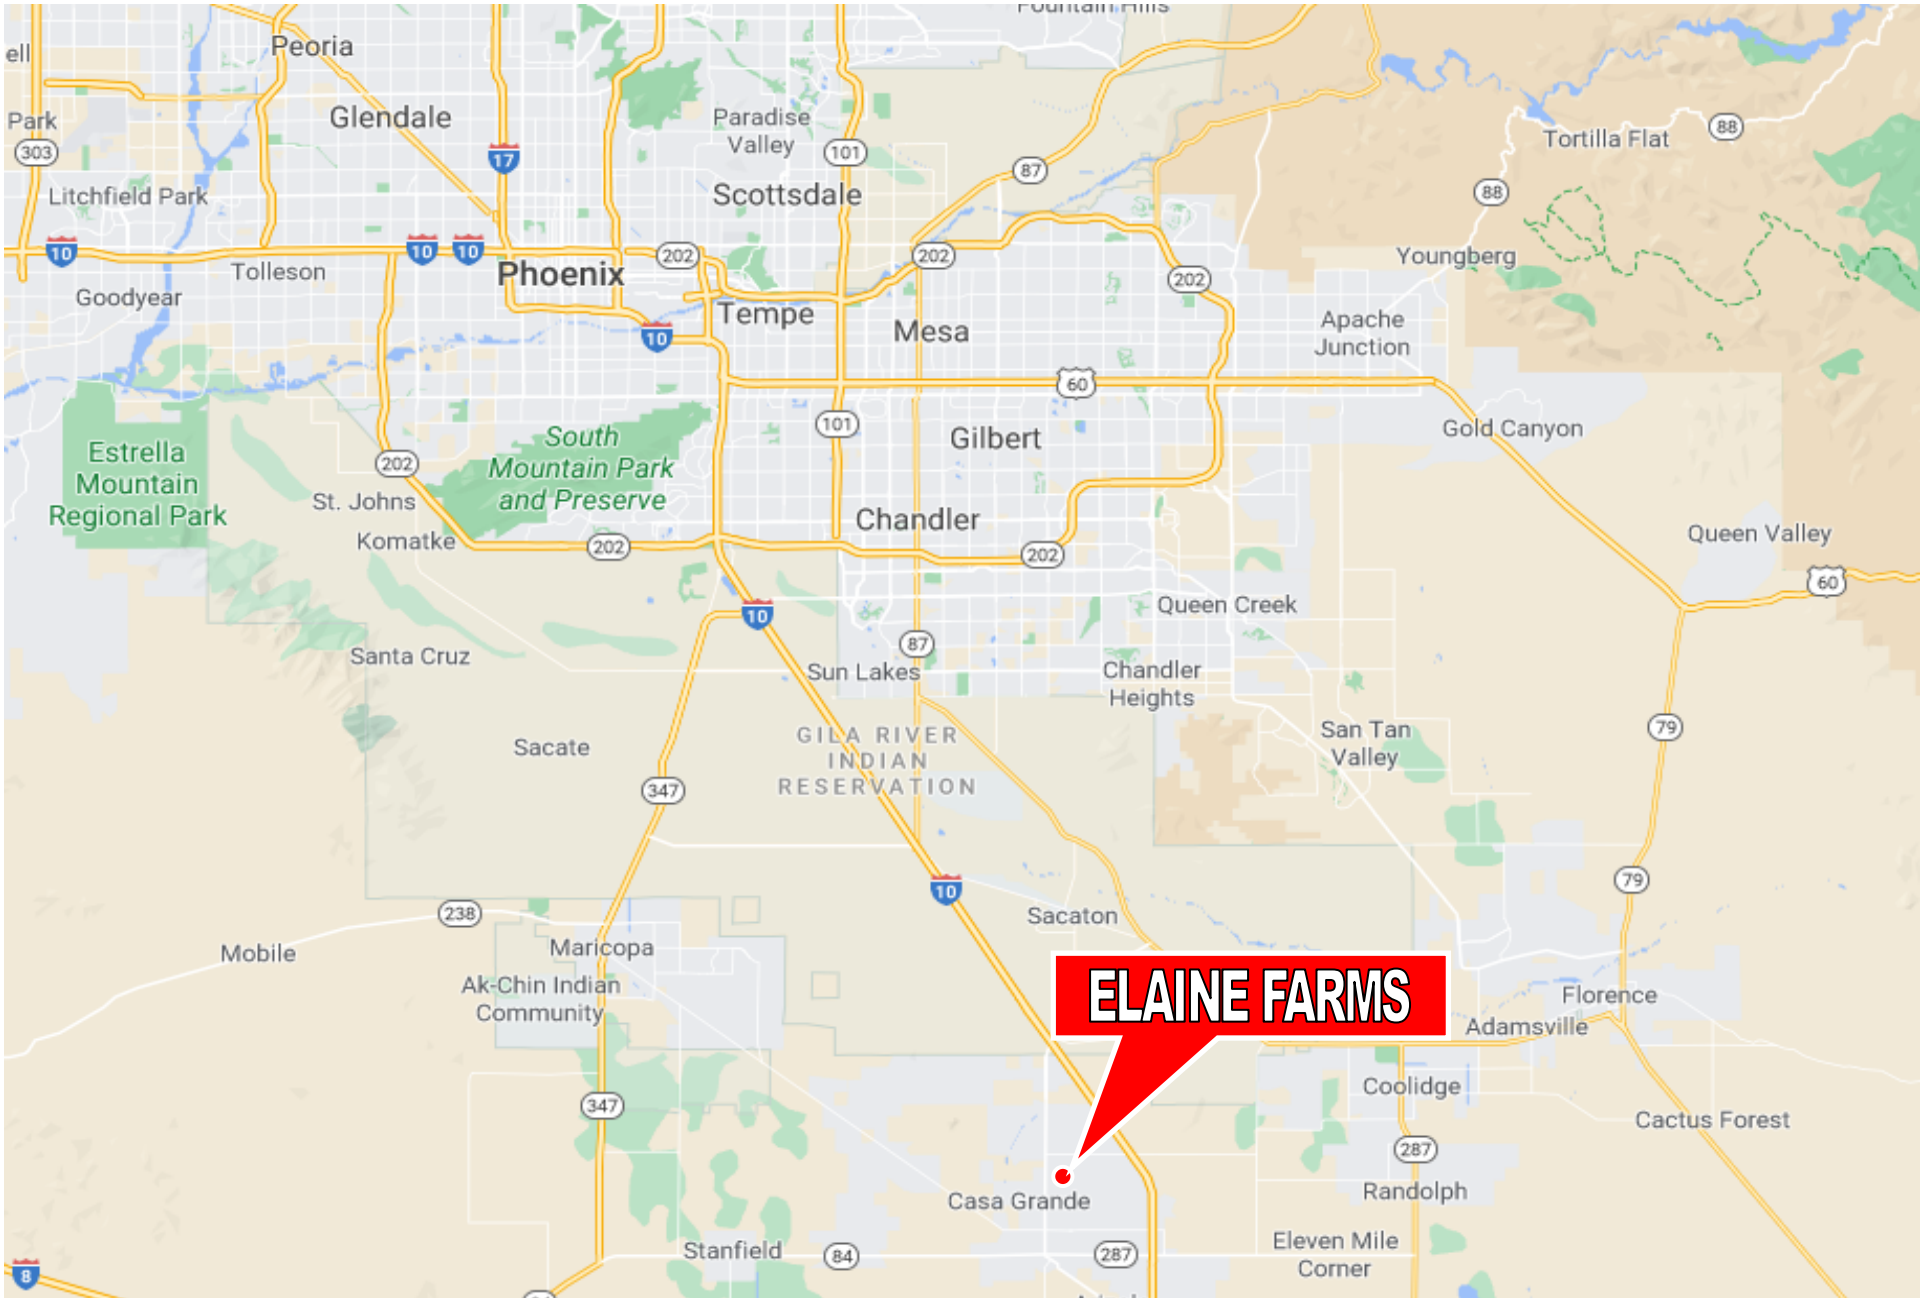 Fountain Hills
Peoria
ell
Glendale
Paradise
Valley
Park
303
17
101
88
Tortilla Flat
87
88
Litchfield Park
Scottsdale
10
10
10
202
202
Youngberg
Tolleson
Phoenix
202
Goodyear
Tempe
Mesa
Apache
Junction
10
60
101
Gold Canyon
Estrella
Mountain
Regional Park
South
Mountain Park
and Preserve
Gilbert
202
St. Johns
Chandler
Komatke
202
202
Queen Valley
60
10
Queen Creek
87
Santa Cruz
Sun Lakes
Chandler
Heights
79
San Tan
Valley
GILA RIVER
INDIAN
RESERVATION
Sacate
347
10
79
238
Sacaton
Mobile
Maricopa
Ak-Chin Indian
Community
ELAINE FARMS
Florence
Adamsville
347
Coolidge
Cactus Forest
287
Casa Grande
Randolph
Stanfield
84
287
Eleven Mile
Corner
8